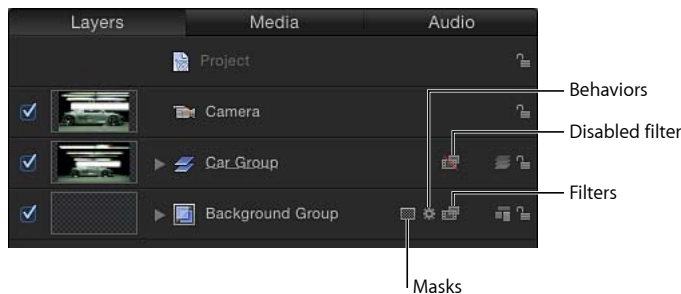 Layers Media Audio
Project
Behaviors
Camera
Disabled filter
Car Group
Filters
Background Group
Masks